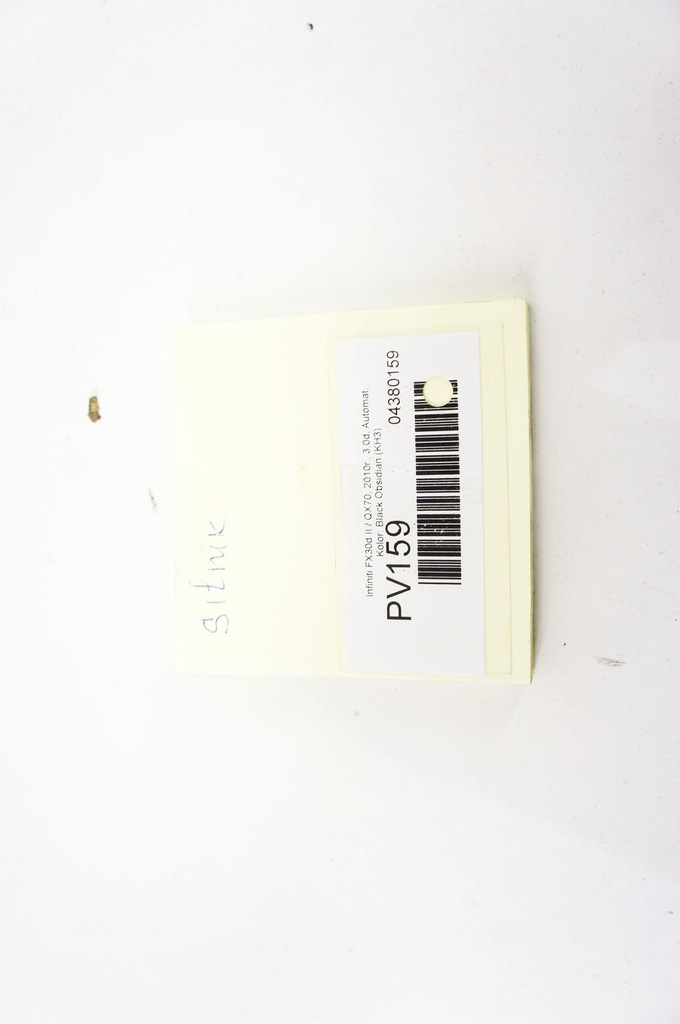 Silnik
Infiniti FX30d II / QX70, 2010r., 3.0d, Automat,
Kolor: Black Obsidian (KH3)
PV159 04380159